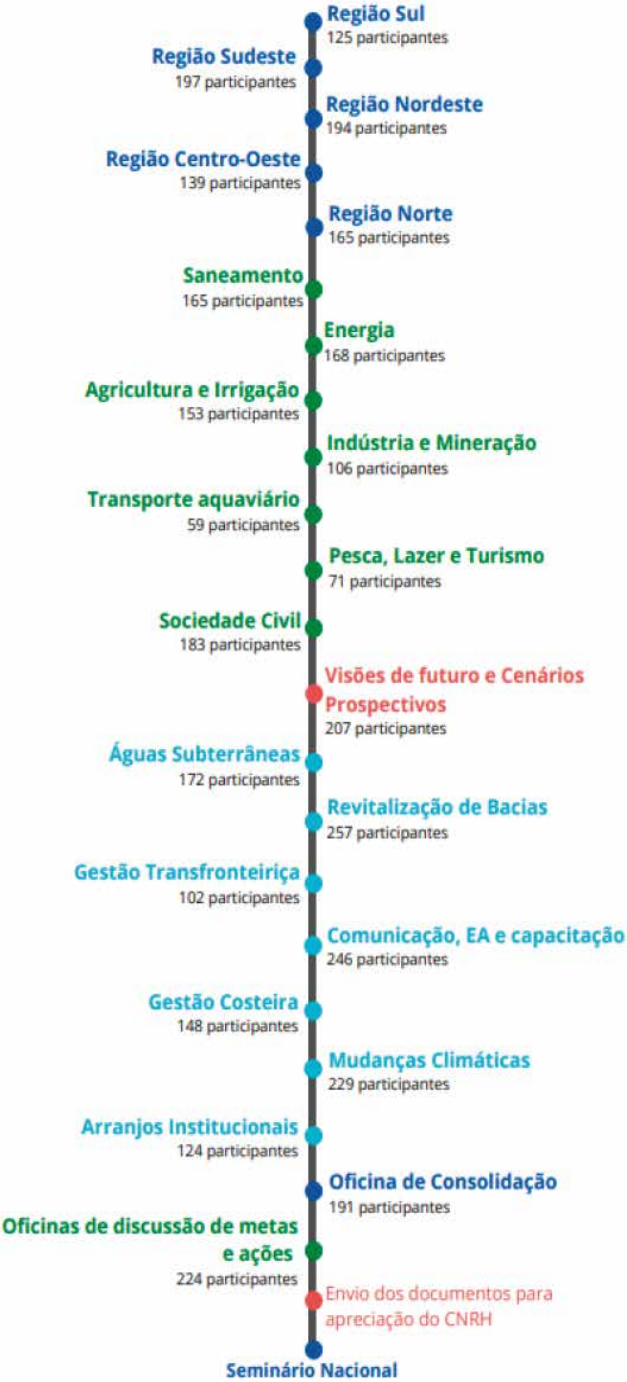 Região Sul
125 participantes
Região Sudeste
197 participantes
Região Nordeste
194 participantes
Região Centro-Oeste
139 participantes
Região Norte
165 participantes
Saneamento
165 participantes
Energia
168 participantes
Agricultura e Irrigação
153 participantes
Indústria e Mineração
106 participantes
Transporte aquaviário
59 participantes
Pesca, Lazer e Turismo
71 participantes
Sociedade Civil
183 participantes
Visões de futuro e Cenários
Prospectivos
207 participantes
Águas Subterrâneas
172 participantes
Revitalização de Bacias
257 participantes
Gestão Transfronteiriça
102 participantes
Comunicação, EA e capacitação
246 participantes
Gestão Costeira
148 participantes
Mudanças Climáticas
229 participantes
Arranjos Institucionais
124 participantes
Oficina de Consolidação
191 participantes
Oficinas de discussão de metas
e ações
224 participantes
Envio dos documentos para
apreciação do CNRH
Seminário Nacional